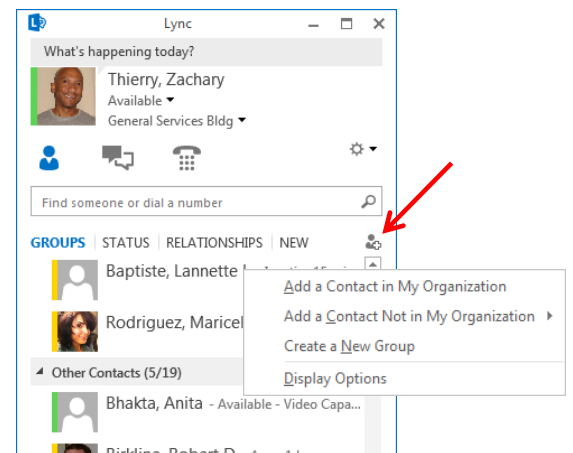 Lync
What's happening today?
Thierry, Zachary
Available
General Services Bldg
Find someone or dial a number
GROUPS STATUS RELATIONSHIPS NEW
Baptiste, Lannette
Add a Contact in My Organization
Add a Contact Not in My Organization
Rodriguez, Maricel
Create a New Group
Other Contacts (5/19)
Display Options
Bhakta, Anita - Available - Video Capa...